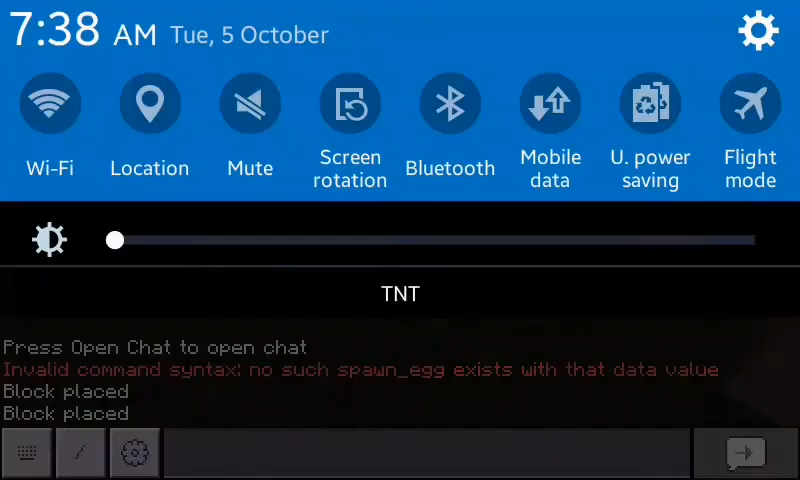 7:38 AM Tue, 5 October
Wi-Fi
Location
Mute
Screen
rotation
Bluetooth
Mobile
data
U. power
saving
Flight
mode
TNT
Press Open Chat to open chat
Invalid command syntax: no such spawn_egg exists with that data value
Block placed
Block placed
/